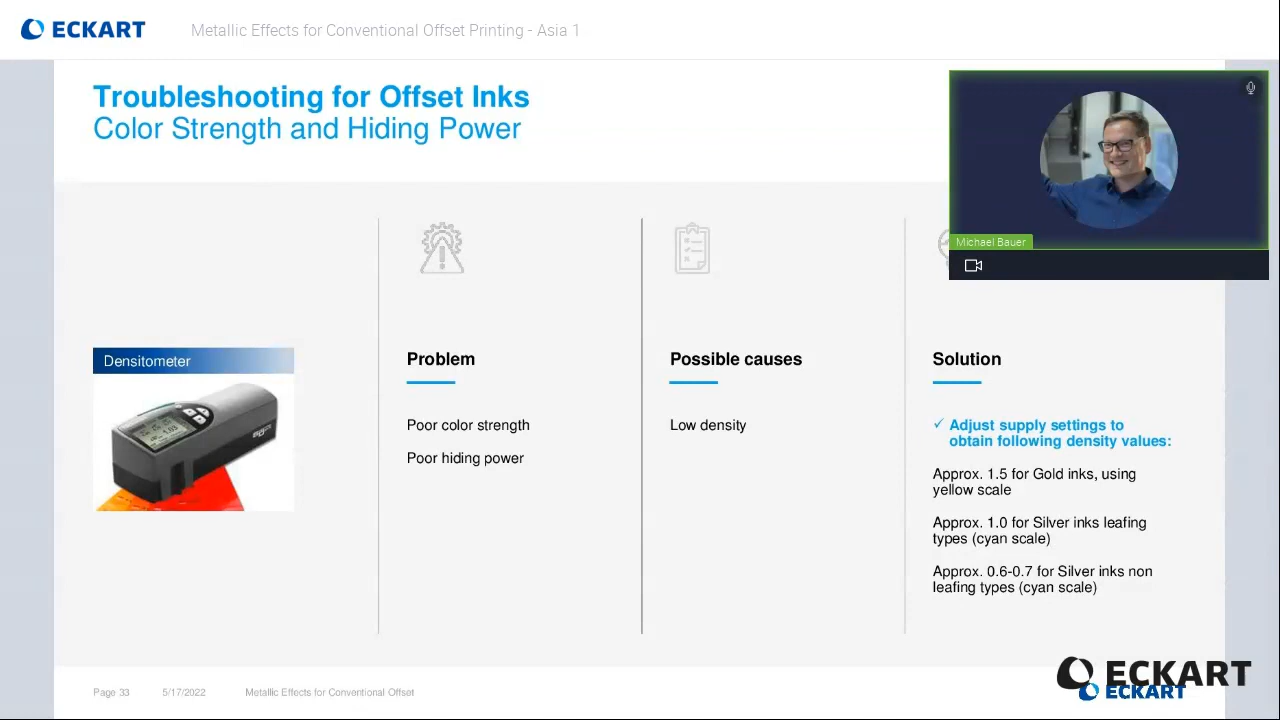 ECKART
Metallic Effects for Conventional Offset Printing - Asia 1
Troubleshooting for Offset Inks
Color Strength and Hiding Power
Michael Bauer
Densitometer
Problem
Poor color strength
Poor hiding power
Possible causes
Low density
Solution
✓ Adjust supply settings to
obtain following density values:
Approx. 1.5 for Gold inks, using
yellow scale
Approx. 1.0 for Silver inks leafing
types (cyan scale)
Approx. 0.6-0.7 for Silver inks non
leafing types (cyan scale)
Page 33
5/17/2022
Metallic Effects for Conventional Offset
ECKART
ECKART